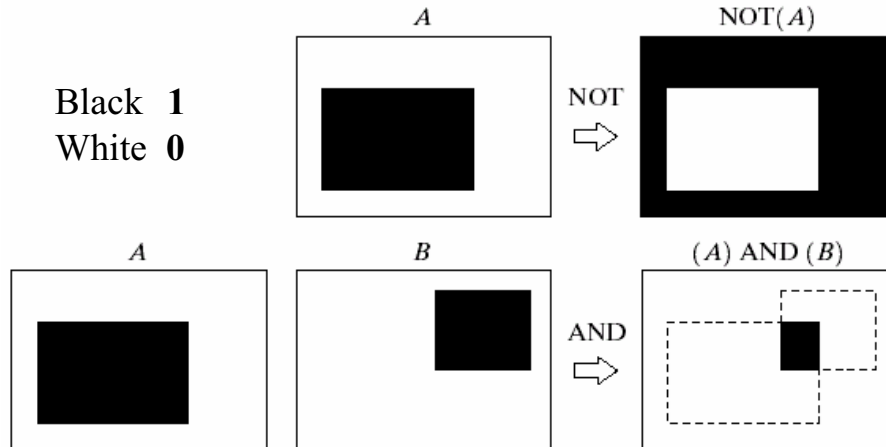 A
NOT(A)
Black 1
White 0
NOT
A
B
(A) AND (B)
AND